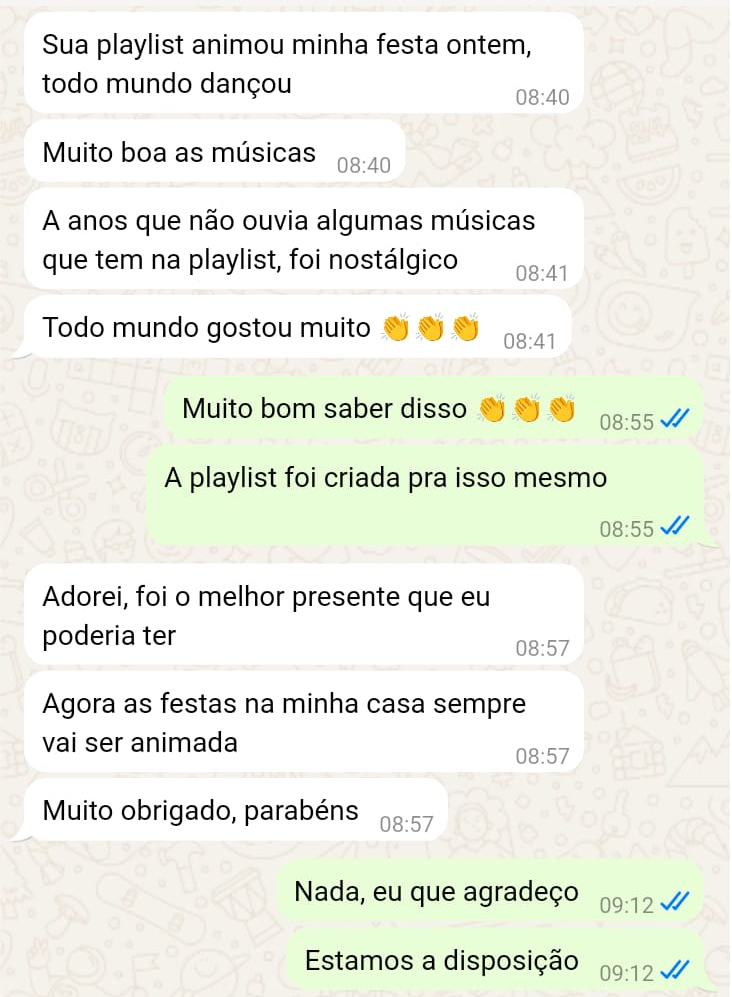 Sua playlist animou minha festa ontem,
todo mundo dançou
08:40
Muito boa as músicas 08:40
A anos que não ouvia algumas músicas
que tem na playlist, foi nostálgico 08:41
Todo mundo gostou muito 👏👏👏 08:41
Muito bom saber disso 👏👏👏 08:55
A playlist foi criada pra isso mesmo
08:55
Adorei, foi o melhor presente que eu
poderia ter 08:57
Agora as festas na minha casa sempre
vai ser animada 08:57
Muito obrigado, parabéns 08:57
Nada, eu que agradeço 09:12
Estamos a disposição 09:12